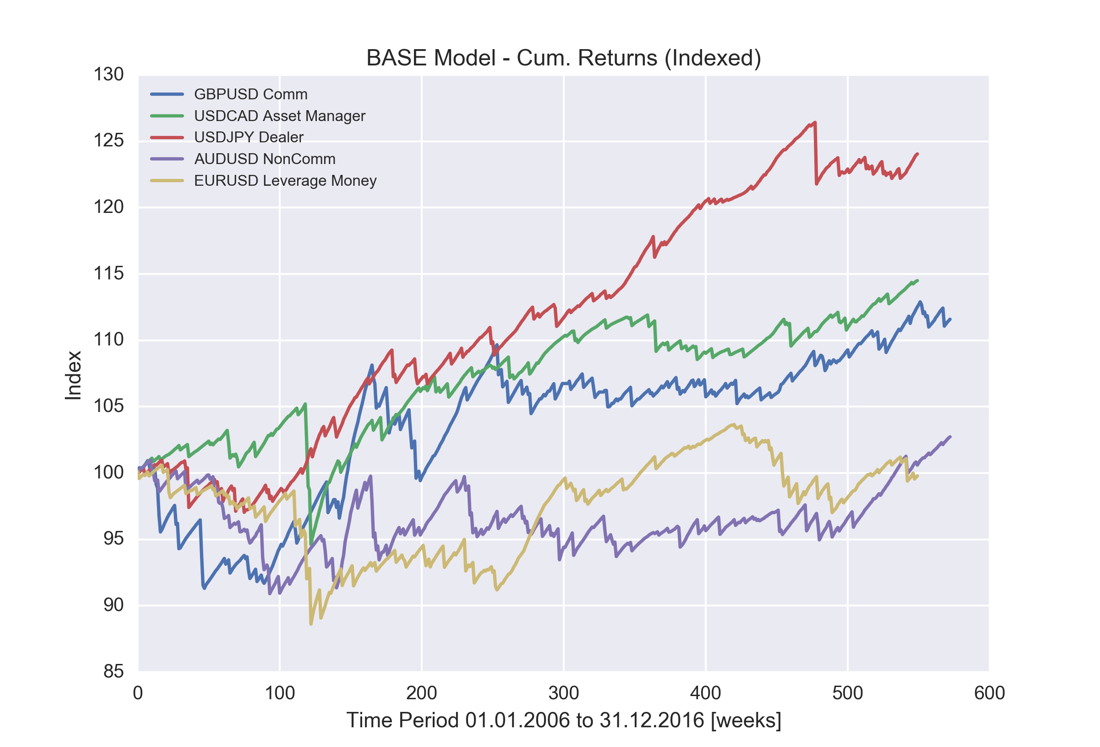 BASE Model - Cum. Returns (Indexed)
130
125
120
115
110
105
100
95
90
85
Index
GBPUSD Comm
USDCAD Asset Manager
USDJPY Dealer
AUDUSD NonComm
EURUSD Leverage Money
0 100 200 300 400 500 600
Time Period 01.01.2006 to 31.12.2016 [weeks]